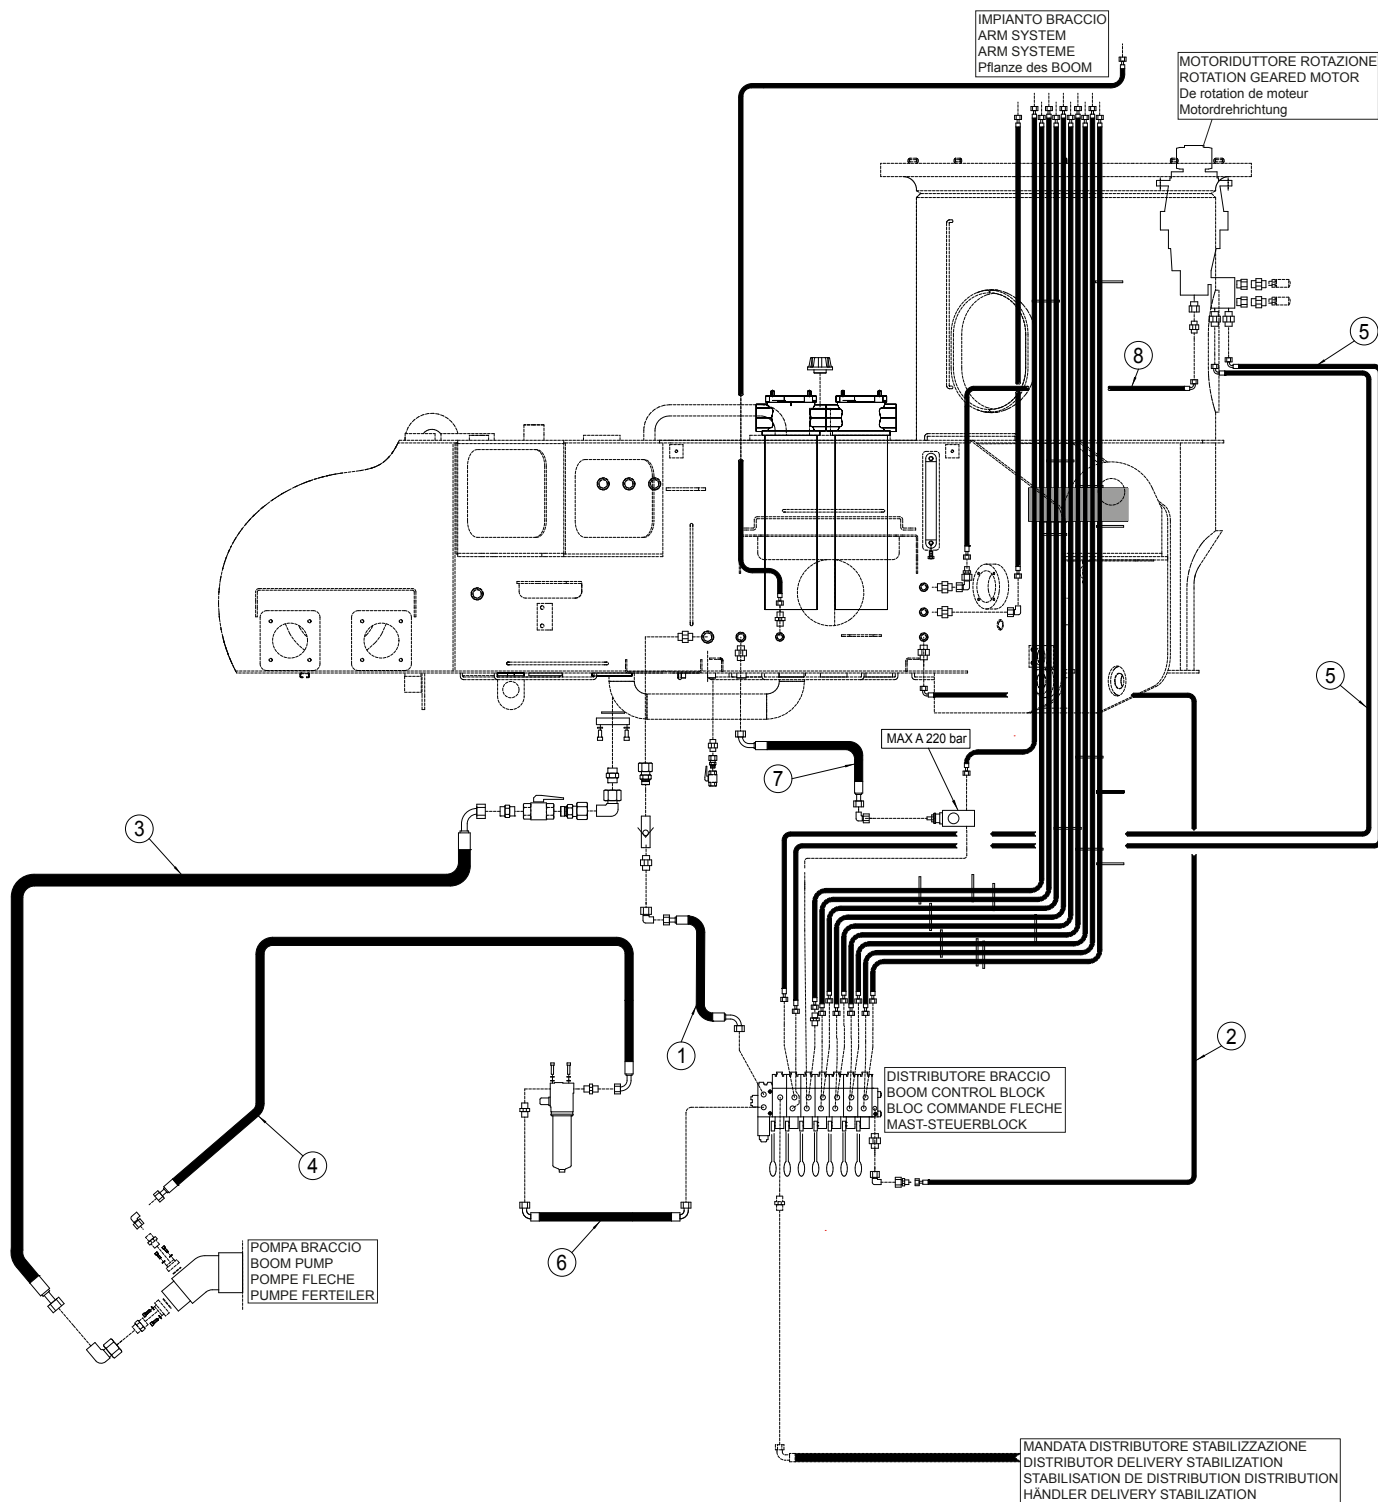 IMPIANTO BRACCIO
ARM SYSTEM
ARM SYSTEME
Pflanze des BOOM
MOTORIDUTTORE ROTAZIONE
ROTATION GEARED MOTOR
De rotation de moteur
Motordrehrichtung
5
8
5
MAX A 220 bar
7
3
1
2
DISTRIBUTORE BRACCIO
BOOM CONTROL BLOCK
BLOC COMMANDE FLECHE
MAST-STEUERBLOCK
4
6
POMPA BRACCIO
BOOM PUMP
POMPE FLECHE
PUMPE FERTEILER
MANDATA DISTRIBUTORE STABILIZZAZIONE
DISTRIBUTOR DELIVERY STABILIZATION
STABILISATION DE DISTRIBUTION DISTRIBUTION
HÄNDLER DELIVERY STABILIZATION